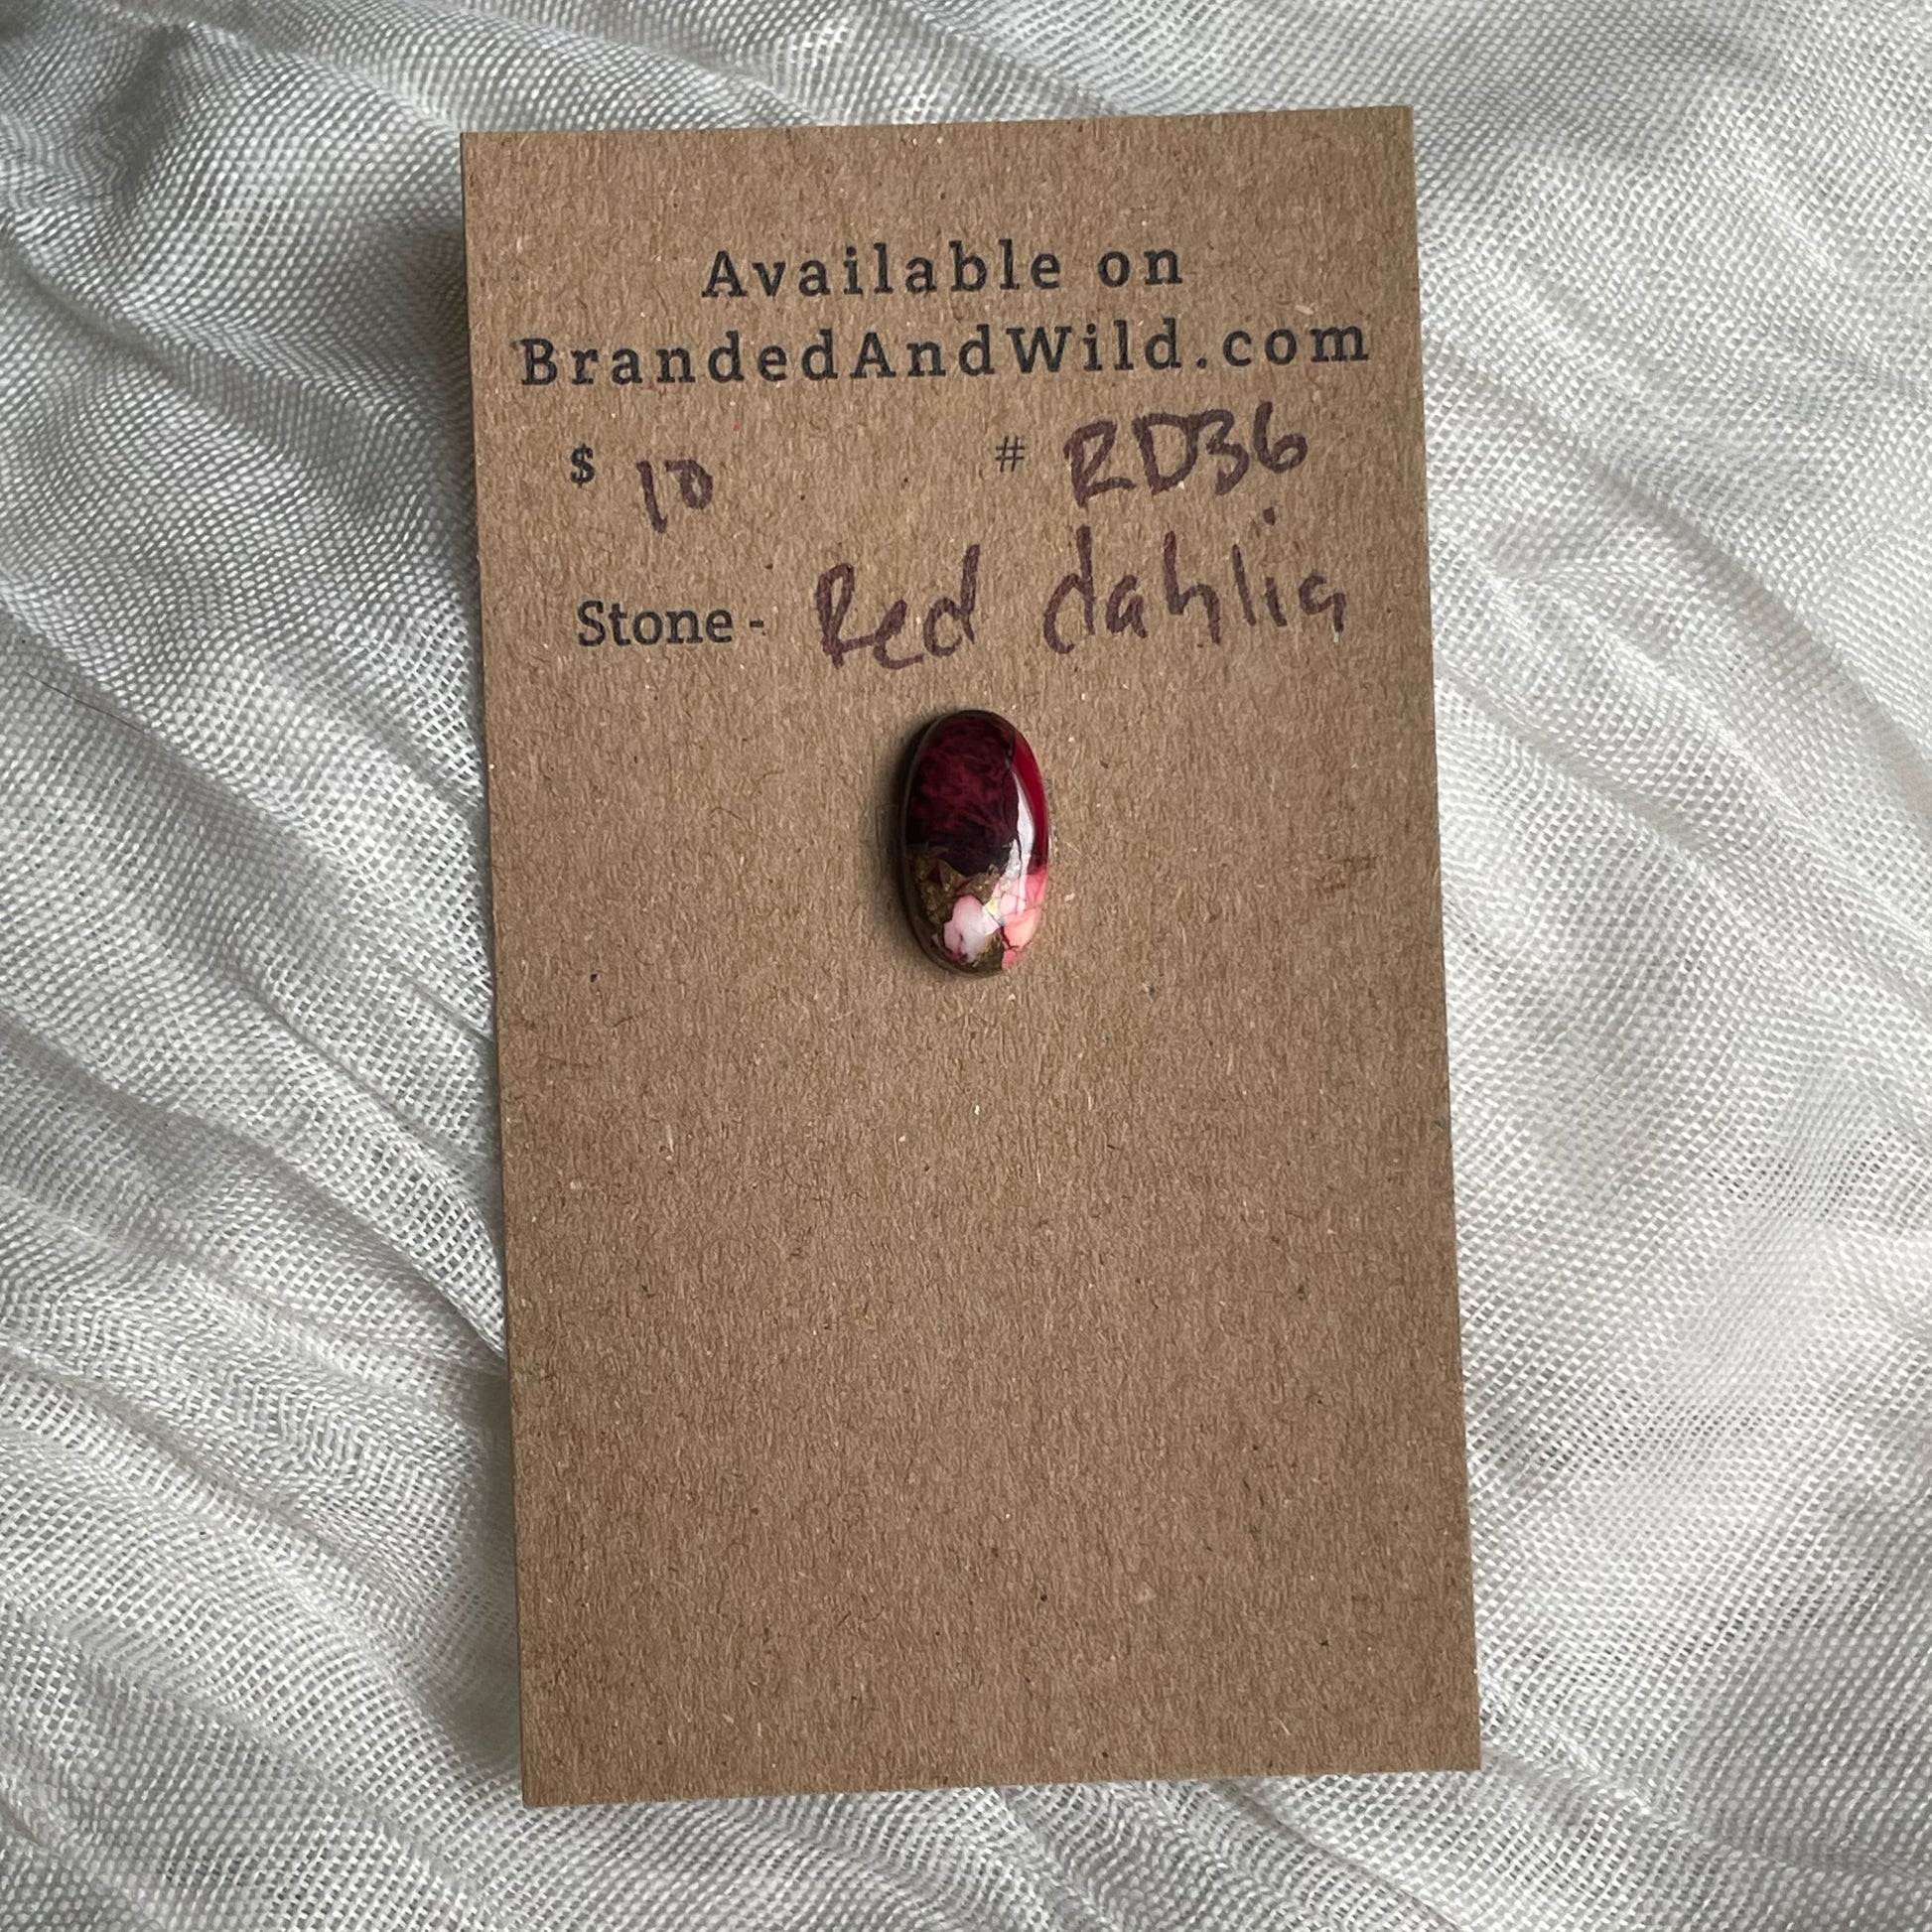 Available on
BrandedAndWild.com
$ 10 # RD36
Stone - Red dahlia